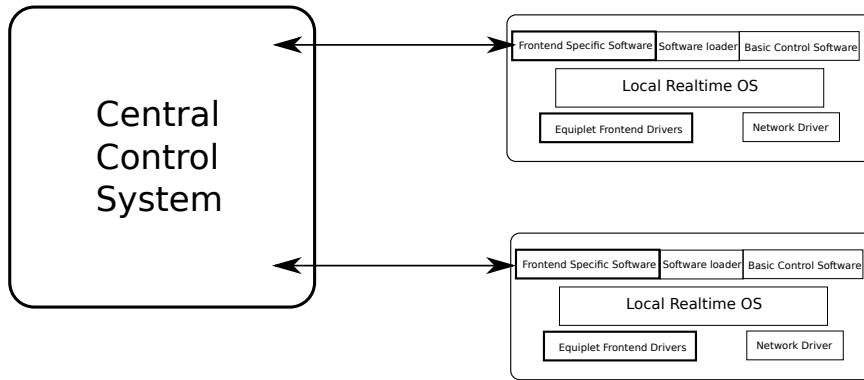 Central
Control
System
Frontend Specific Software
Software loader
Basic Control Software
Local Realtime OS
Equiplet Frontend Drivers
Network Driver
Frontend Specific Software
Software loader
Basic Control Software
Local Realtime OS
Equiplet Frontend Drivers
Network Driver